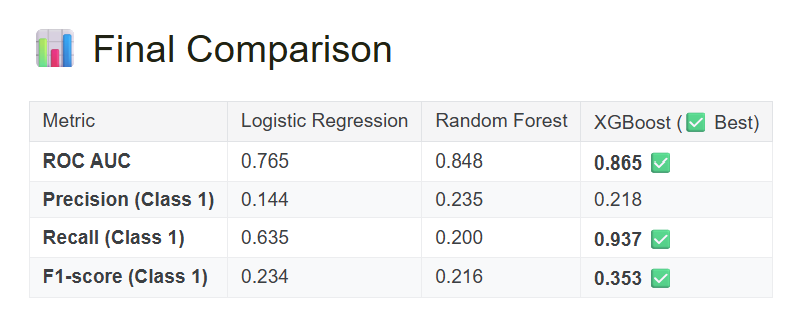 📊 Final Comparison
Metric Logistic Regression Random Forest XGBoost (✅ Best)
ROC AUC 0.765 0.848 0.865 ✅
Precision (Class 1) 0.144 0.235 0.218
Recall (Class 1) 0.635 0.200 0.937 ✅
F1-score (Class 1) 0.234 0.216 0.353 ✅